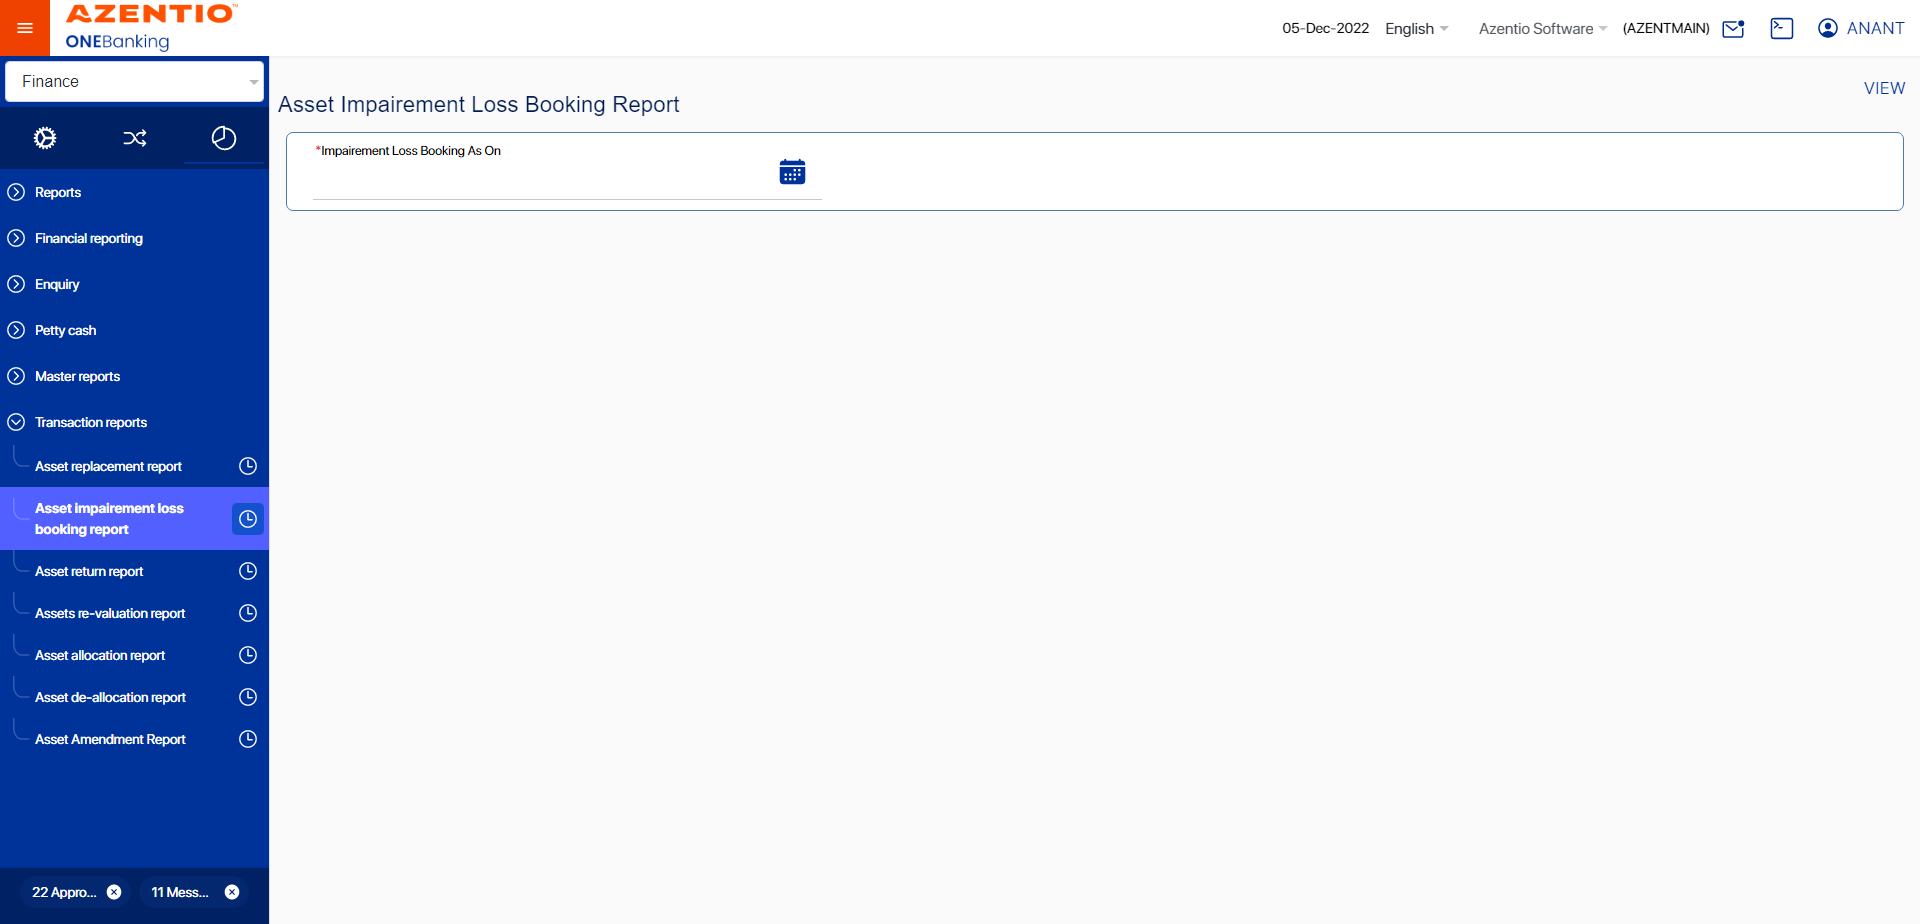 AZENTIO™
ONEBanking
05-Dec-2022 English Azentio Software (AZENTMAIN) ANANT
Finance
Reports
Financial reporting
Enquiry
Petty cash
Master reports
Transaction reports
Asset replacement report
Asset impairement loss
booking report
Asset return report
Assets re-valuation report
Asset allocation report
Asset de-allocation report
Asset Amendment Report
22 Appro...
11 Mess...
VIEW
Asset Impairement Loss Booking Report
*Impairement Loss Booking As On